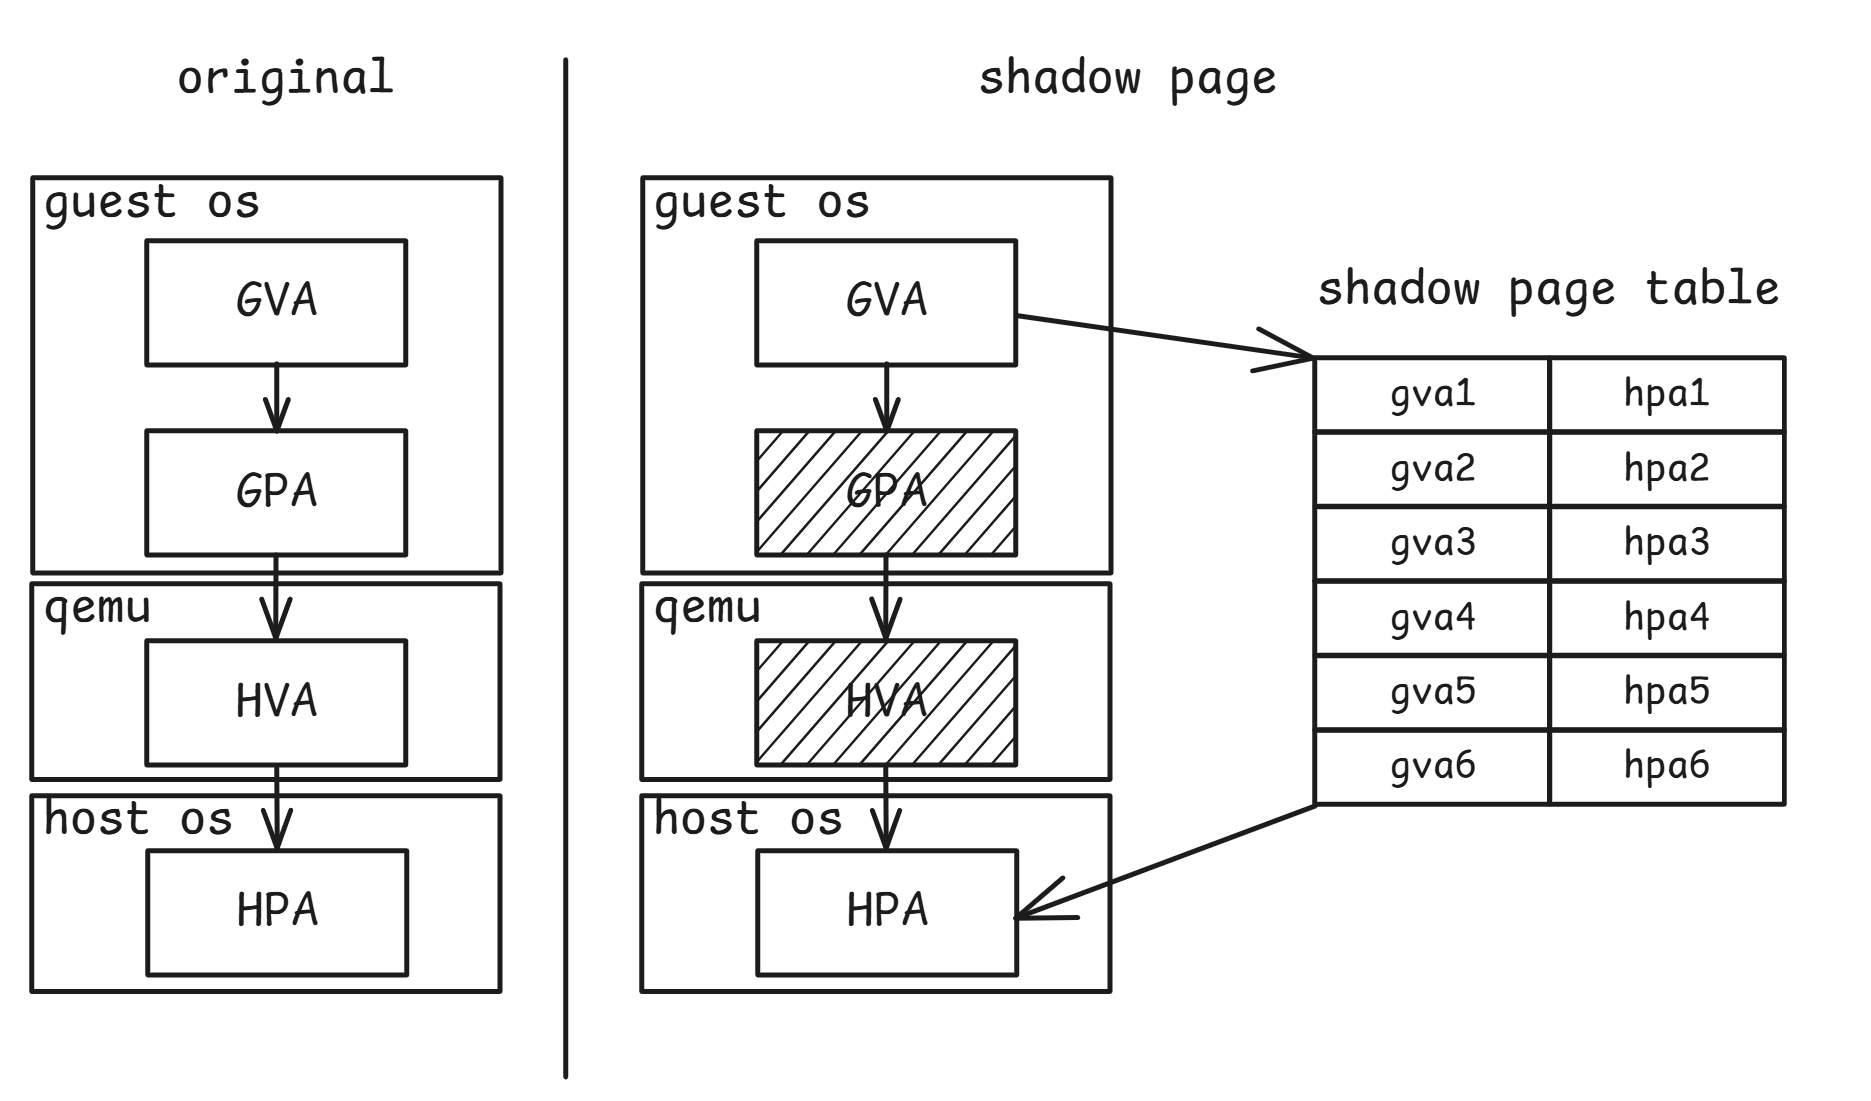 original
guest os
GVA
GPA
qemu
HVA
host os
HPA
shadow page
guest os
GVA
GPA
qemu
HVA
host os
HPA
shadow page table
gva1 hpa1
gva2 hpa2
gva3 hpa3
gva4 hpa4
gva5 hpa5
gva6 hpa6